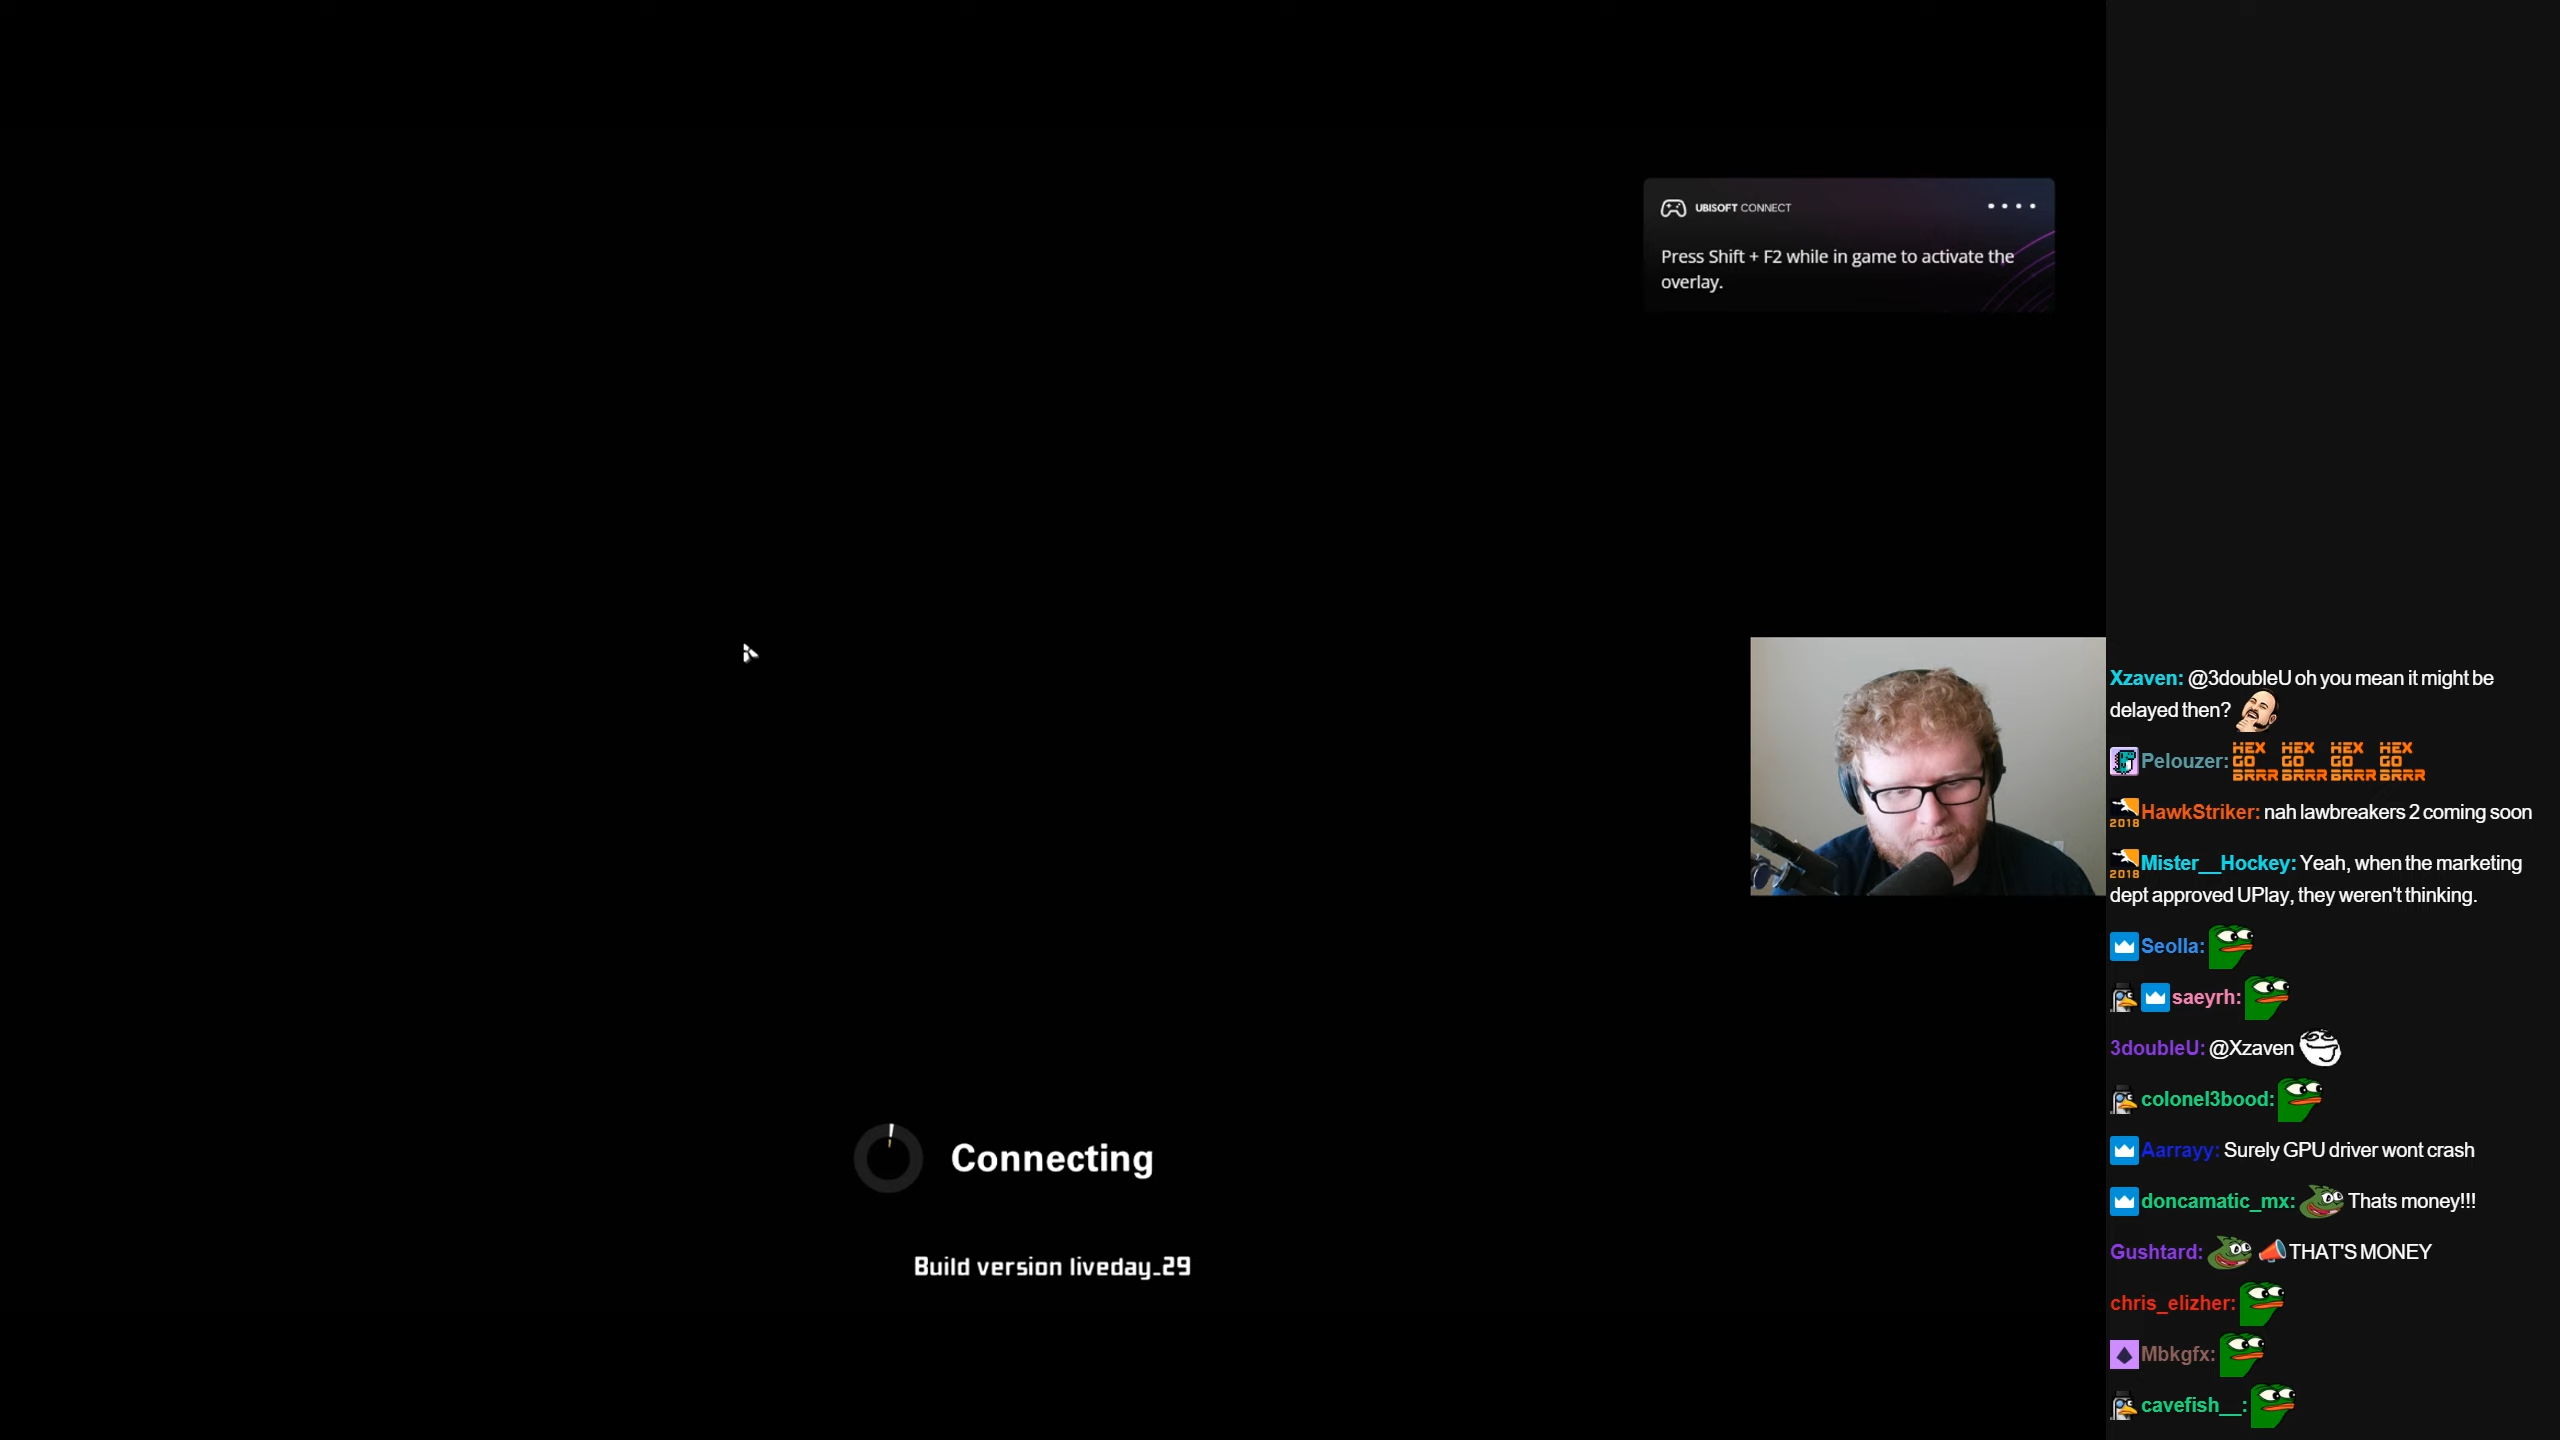 UBISOFT CONNECT
Press Shift + F2 while in game to activate the
overlay.
Connecting
Build version liveday_29
Xzaven: @3doubleU oh you mean it might be
delayed then?
Pelouzer: HEX GO BRRR HEX GO BRRR HEX GO BRRR HEX GO BRRR
2018 HawkStriker: nah lawbreakers 2 coming soon
2018 Mister__Hockey: Yeah, when the marketing
dept approved UPlay, they weren't thinking.
Seolla:
saeyrh:
3doubleU: @Xzaven
colonel3bood:
Aarrayy: Surely GPU driver wont crash
doncamatic_mx: Thats money!!!
Gushtard: THAT'S MONEY
chris_elizher:
Mbkgfx:
cavefish__: